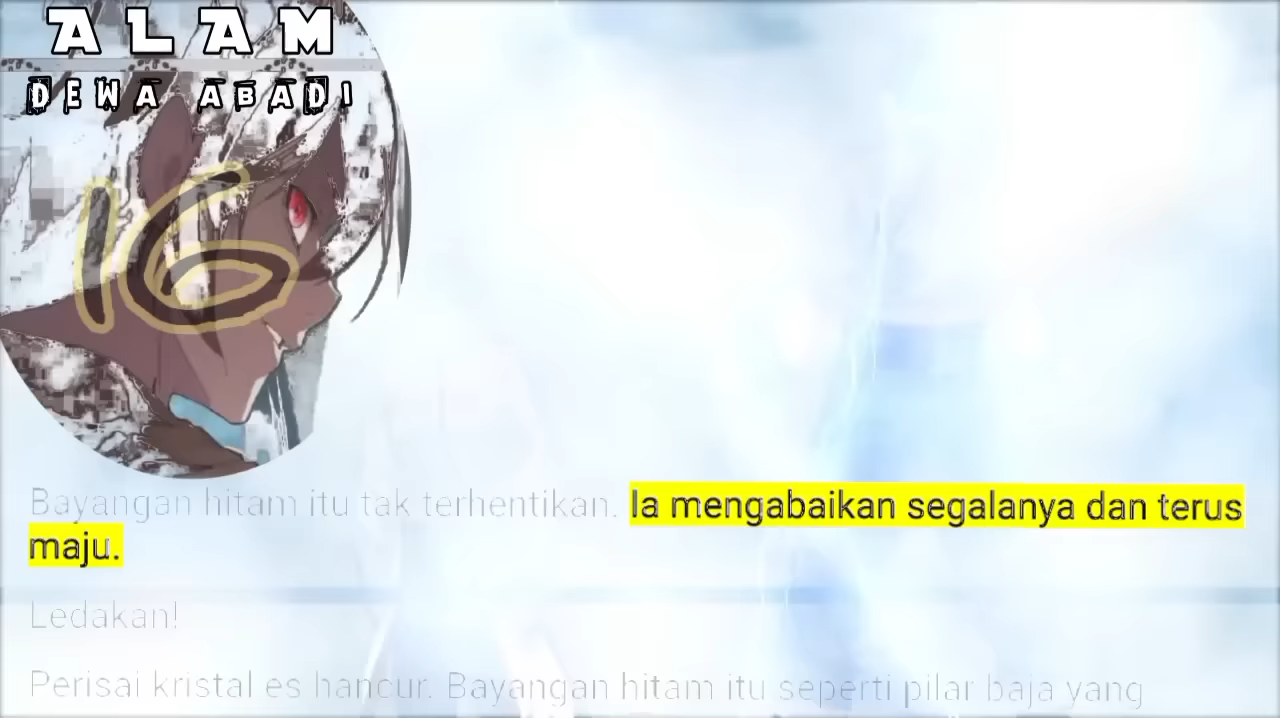 ALAM
DEWA ABADI
16
Bayangan hitam itu tak terhentikan. Ia mengabaikan segalanya dan terus
maju.
Ledakan!
Perisai kristal es hancur. Bayangan hitam itu seperti pilar baja yang